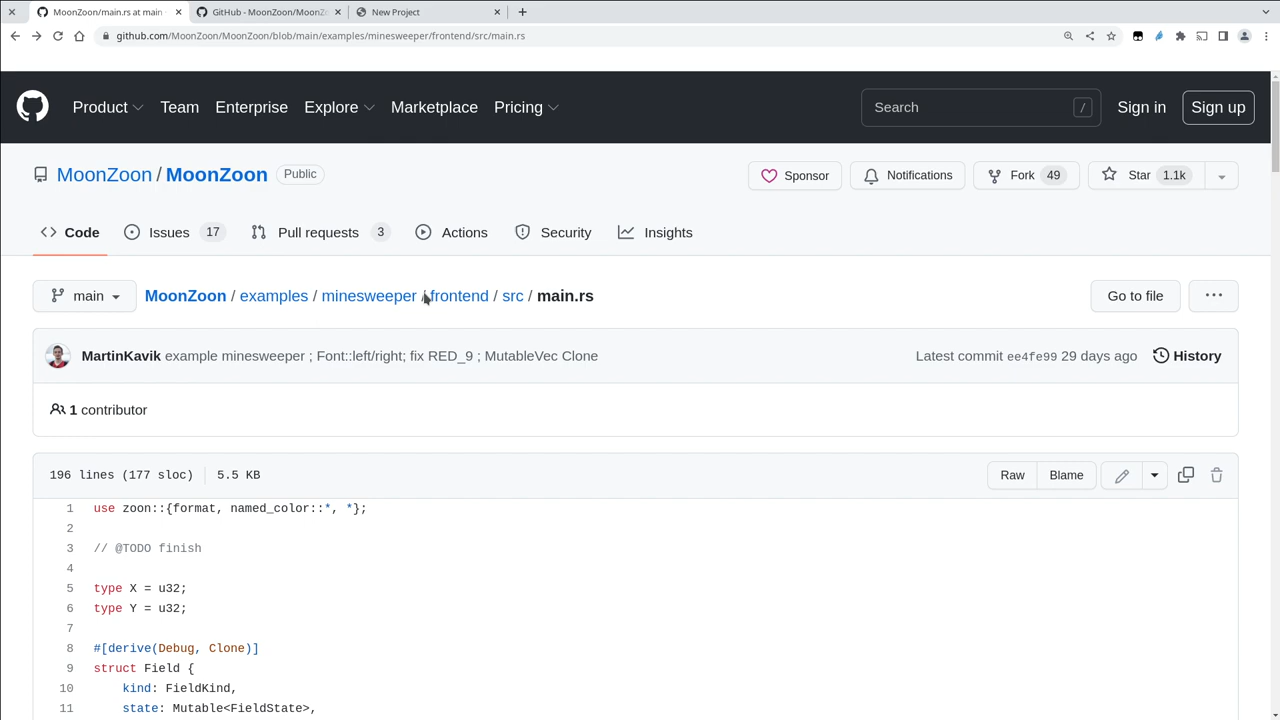 MoonZoon/main.rs at main
GitHub - MoonZoon/MoonZ
New Project
github.com/MoonZoon/MoonZoon/blob/main/examples/minesweeper/frontend/src/main.rs
Product Team Enterprise Explore Marketplace Pricing
Search /
Sign in
Sign up
MoonZoon / MoonZoon Public
Sponsor
Notifications
Fork 49
Star 1.1k
Code
Issues 17
Pull requests 3
Actions
Security
Insights
main
MoonZoon / examples / minesweeper / frontend / src / main.rs
Go to file
MartinKavik example minesweeper ; Font::left/right; fix RED_9 ; MutableVec Clone
Latest commit ee4fe99 29 days ago History
1 contributor
196 lines (177 sloc) 5.5 KB
Raw Blame
1 use zoon::{format, named_color::*, *};
2
3 // @TODO finish
4
5 type X = u32;
6 type Y = u32;
7
8 #[derive(Debug, Clone)]
9 struct Field {
10 kind: FieldKind,
11 state: Mutable<FieldState>,